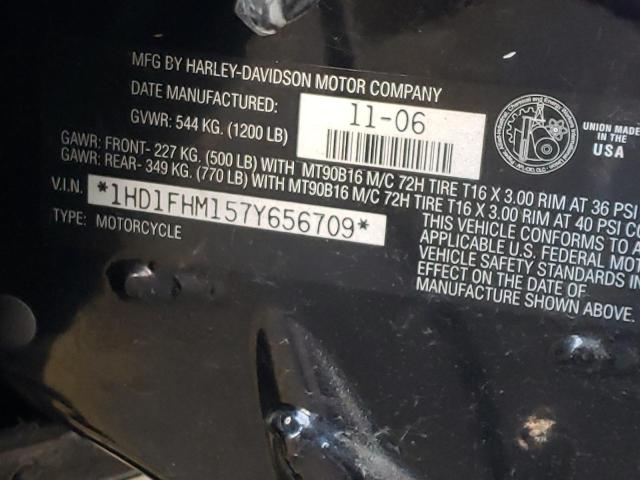 MFG BY HARLEY-DAVIDSON MOTOR COMPANY
DATE MANUFACTURED: 11-06
GVWR: 544 KG. (1200 LB)
GAWR: FRONT- 227 KG. (500 LB) WITH MT90B16 M/C 72H TIRE T16 X 3.00 RIM AT 36 PSI
GAWR: REAR- 349 KG. (770 LB) WITH MT90B16 M/C 72H TIRE T16 X 3.00 RIM AT 40 PSI CO
V.I.N. *1HD1FHM157Y656709*
TYPE: MOTORCYCLE
THIS VEHICLE CONFORMS TO A
APPLICABLE U.S. FEDERAL MOT
VEHICLE SAFETY STANDARDS IN
EFFECT ON THE DATE OF
MANUFACTURE SHOWN ABOVE.
UNION MADE
IN THE
USA